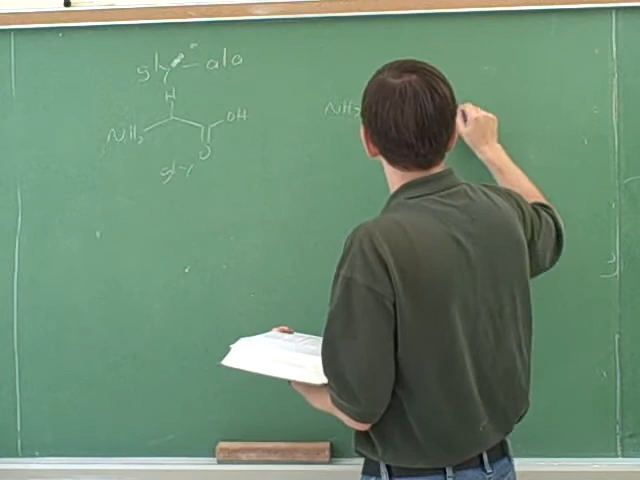 gly - ala
H
NH₂
OH
O
gly
NH₂